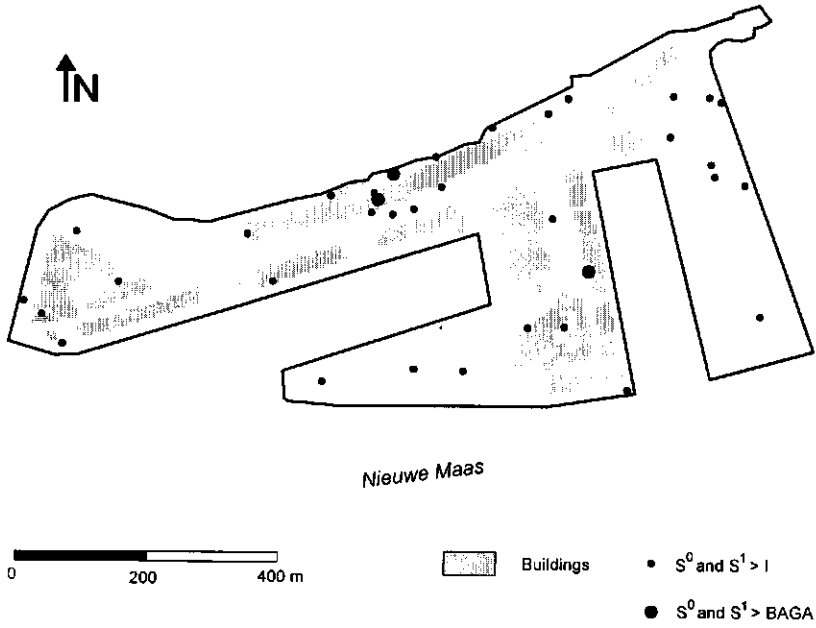 N
Nieuwe Maas
0 200 400 m
Buildings
S⁰ and S¹ > I
S⁰ and S¹ > BAGA